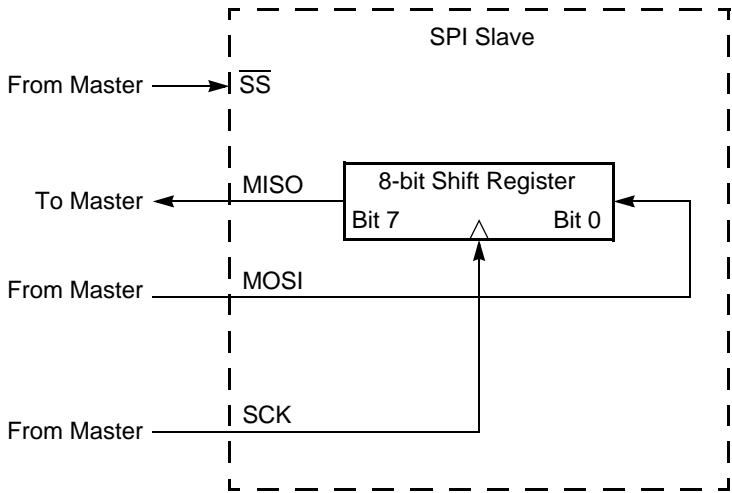 SPI Slave
From Master
SS
To Master
MISO
8-bit Shift Register
Bit 7
Bit 0
From Master
MOSI
From Master
SCK